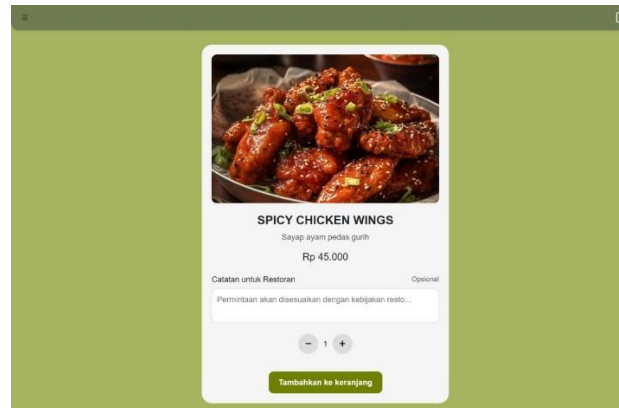 SPICY CHICKEN WINGS
Sayap ayam pedas gurih
Rp 45.000
Catatan untuk Restoran Opsional
Permintaan akan disesuaikan dengan kebijakan resto...
− 1 +
Tambahkan ke keranjang